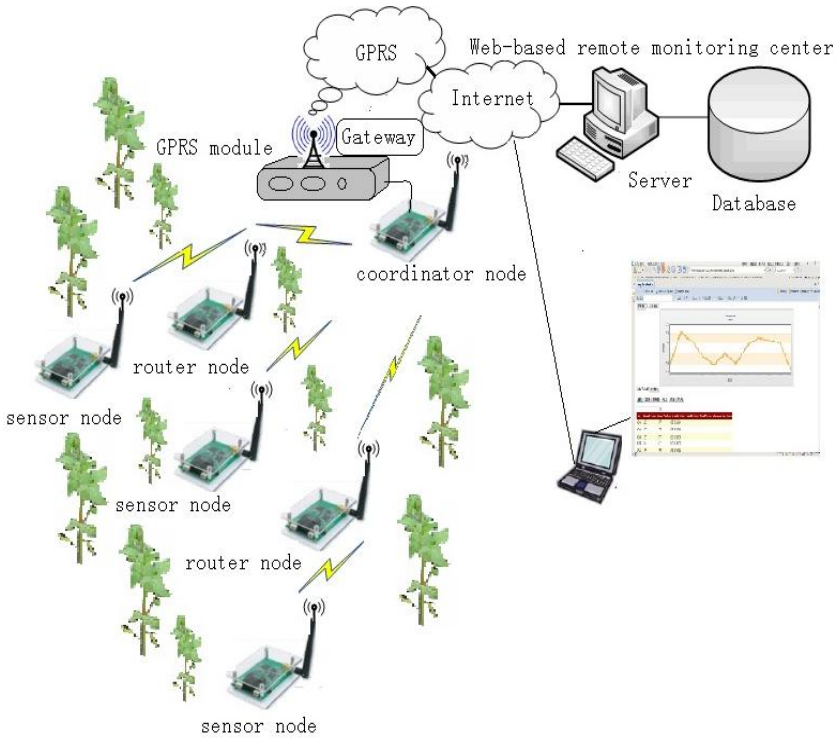 GPRS
Web-based remote monitoring center
Internet
Gateway
GPRS module
Server
Database
coordinator node
router node
sensor node
sensor node
router node
sensor node